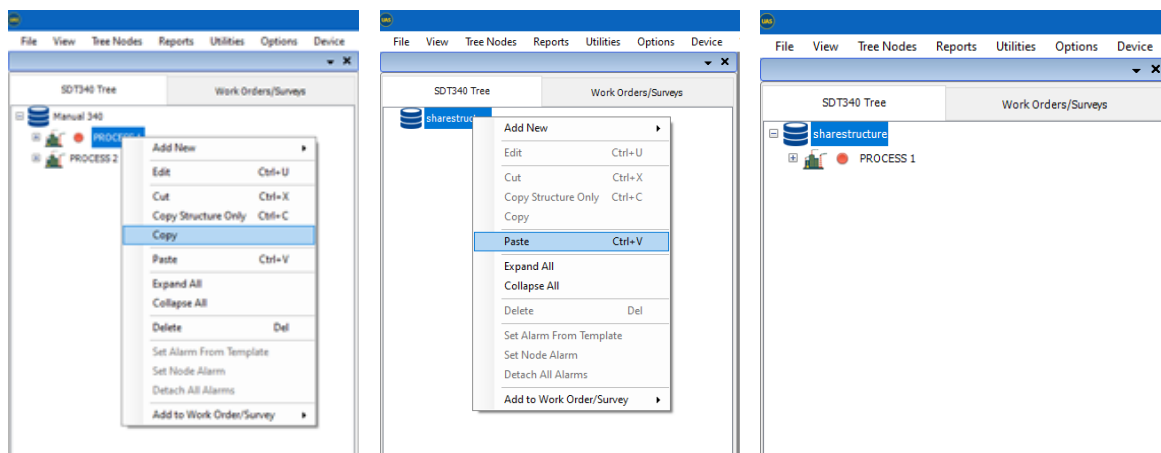 UAS
File View Tree Nodes Reports Utilities Options Device
SDT340 Tree Work Orders/Surveys
Manual 340
PROCESS 1
PROCESS 2
Add New
Edit Ctrl+U
Cut Ctrl+X
Copy Structure Only Ctrl+C
Copy
Paste Ctrl+V
Expand All
Collapse All
Delete Del
Set Alarm From Template
Set Node Alarm
Detach All Alarms
Add to Work Order/Survey
UAS
File View Tree Nodes Reports Utilities Options Device
SDT340 Tree Work Orders/Surveys
sharestruct
Add New
Edit Ctrl+U
Cut Ctrl+X
Copy Structure Only Ctrl+C
Copy
Paste Ctrl+V
Expand All
Collapse All
Delete Del
Set Alarm From Template
Set Node Alarm
Detach All Alarms
Add to Work Order/Survey
UAS
File View Tree Nodes Reports Utilities Options Device
SDT340 Tree Work Orders/Surveys
sharestructure
PROCESS 1